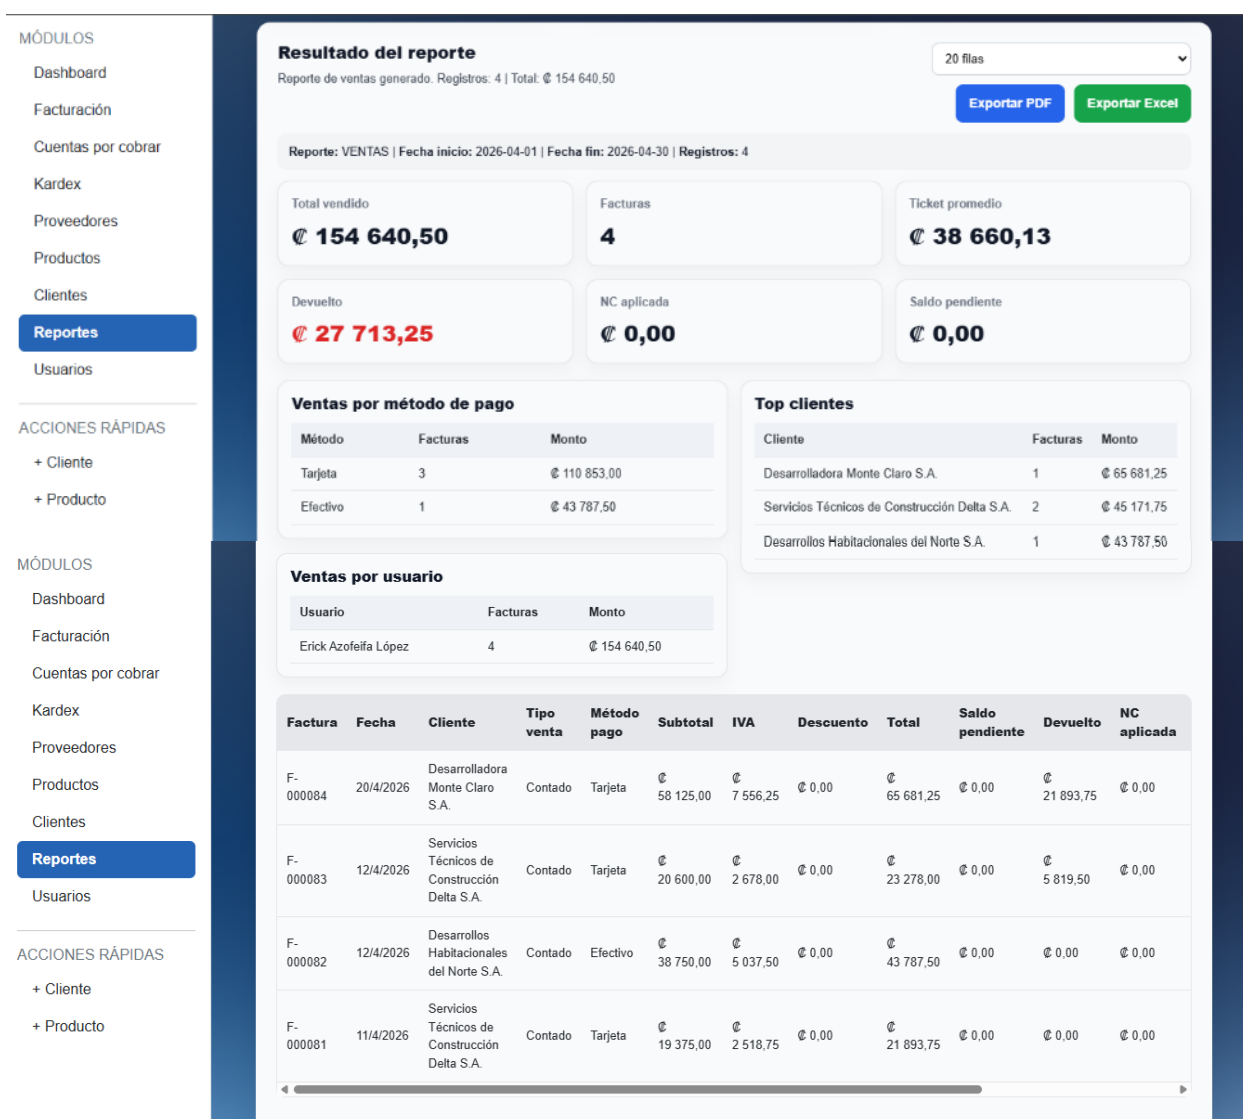 MÓDULOS
Dashboard
Facturación
Cuentas por cobrar
Kardex
Proveedores
Productos
Clientes
Reportes
Usuarios
ACCIONES RÁPIDAS
+ Cliente
+ Producto
MÓDULOS
Dashboard
Facturación
Cuentas por cobrar
Kardex
Proveedores
Productos
Clientes
Reportes
Usuarios
ACCIONES RÁPIDAS
+ Cliente
+ Producto
Resultado del reporte
Reporte de ventas generado. Registros: 4 | Total: ₡ 154 640,50
20 filas
Exportar PDF
Exportar Excel
Reporte: VENTAS | Fecha inicio: 2026-04-01 | Fecha fin: 2026-04-30 | Registros: 4
Total vendido
₡ 154 640,50
Facturas
4
Ticket promedio
₡ 38 660,13
Devuelto
₡ 27 713,25
NC aplicada
₡ 0,00
Saldo pendiente
₡ 0,00
Ventas por método de pago
Método Facturas Monto
Tarjeta 3 ₡ 110 853,00
Efectivo 1 ₡ 43 787,50
Top clientes
Cliente Facturas Monto
Desarrolladora Monte Claro S.A. 1 ₡ 65 681,25
Servicios Técnicos de Construcción Delta S.A. 2 ₡ 45 171,75
Desarrollos Habitacionales del Norte S.A. 1 ₡ 43 787,50
Ventas por usuario
Usuario Facturas Monto
Erick Azofeifa López 4 ₡ 154 640,50
Factura Fecha Cliente Tipo venta Método pago Subtotal IVA Descuento Total Saldo pendiente Devuelto NC aplicada
F-000084 20/4/2026 Desarrolladora Monte Claro S.A. Contado Tarjeta ₡ 58 125,00 ₡ 7 556,25 ₡ 0,00 ₡ 65 681,25 ₡ 0,00 ₡ 21 893,75 ₡ 0,00
F-000083 12/4/2026 Servicios Técnicos de Construcción Delta S.A. Contado Tarjeta ₡ 20 600,00 ₡ 2 678,00 ₡ 0,00 ₡ 23 278,00 ₡ 0,00 ₡ 5 819,50 ₡ 0,00
F-000082 12/4/2026 Desarrollos Habitacionales del Norte S.A. Contado Efectivo ₡ 38 750,00 ₡ 5 037,50 ₡ 0,00 ₡ 43 787,50 ₡ 0,00 ₡ 0,00 ₡ 0,00
F-000081 11/4/2026 Servicios Técnicos de Construcción Delta S.A. Contado Tarjeta ₡ 19 375,00 ₡ 2 518,75 ₡ 0,00 ₡ 21 893,75 ₡ 0,00 ₡ 0,00 ₡ 0,00